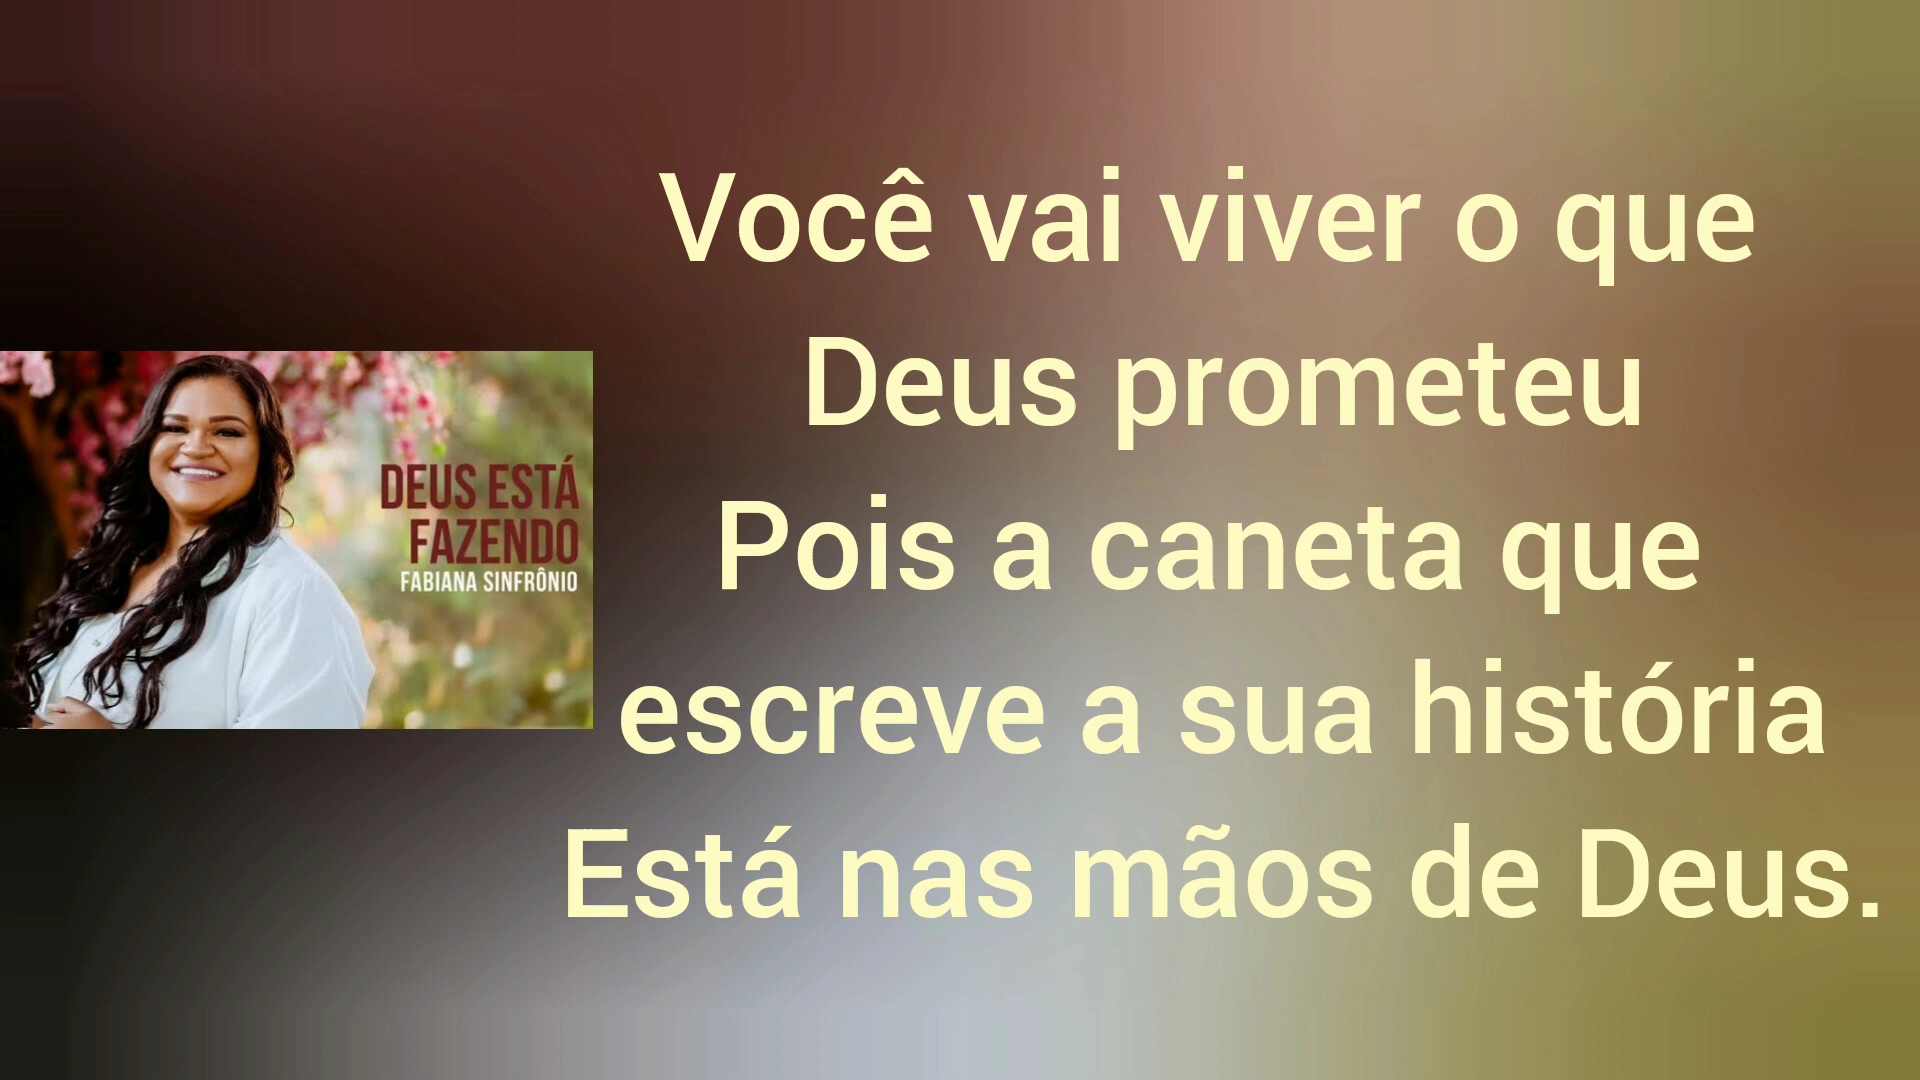 DEUS ESTÁ
FAZENDO
FABIANA SINFRÔNIO
Você vai viver o que
Deus prometeu
Pois a caneta que
escreve a sua história
Está nas mãos de Deus.